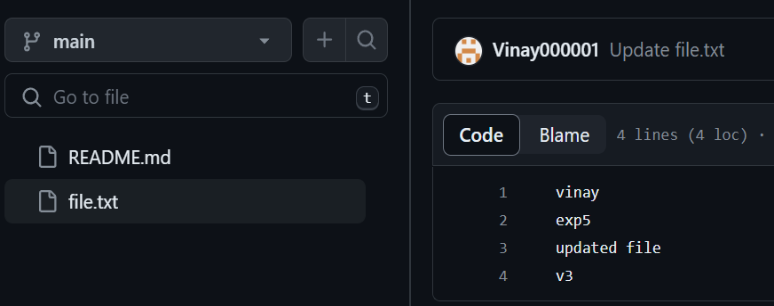 main
Go to file
t
README.md
file.txt
Vinay000001 Update file.txt
Code Blame 4 lines (4 loc) ·
1 vinay
2 exp5
3 updated file
4 v3